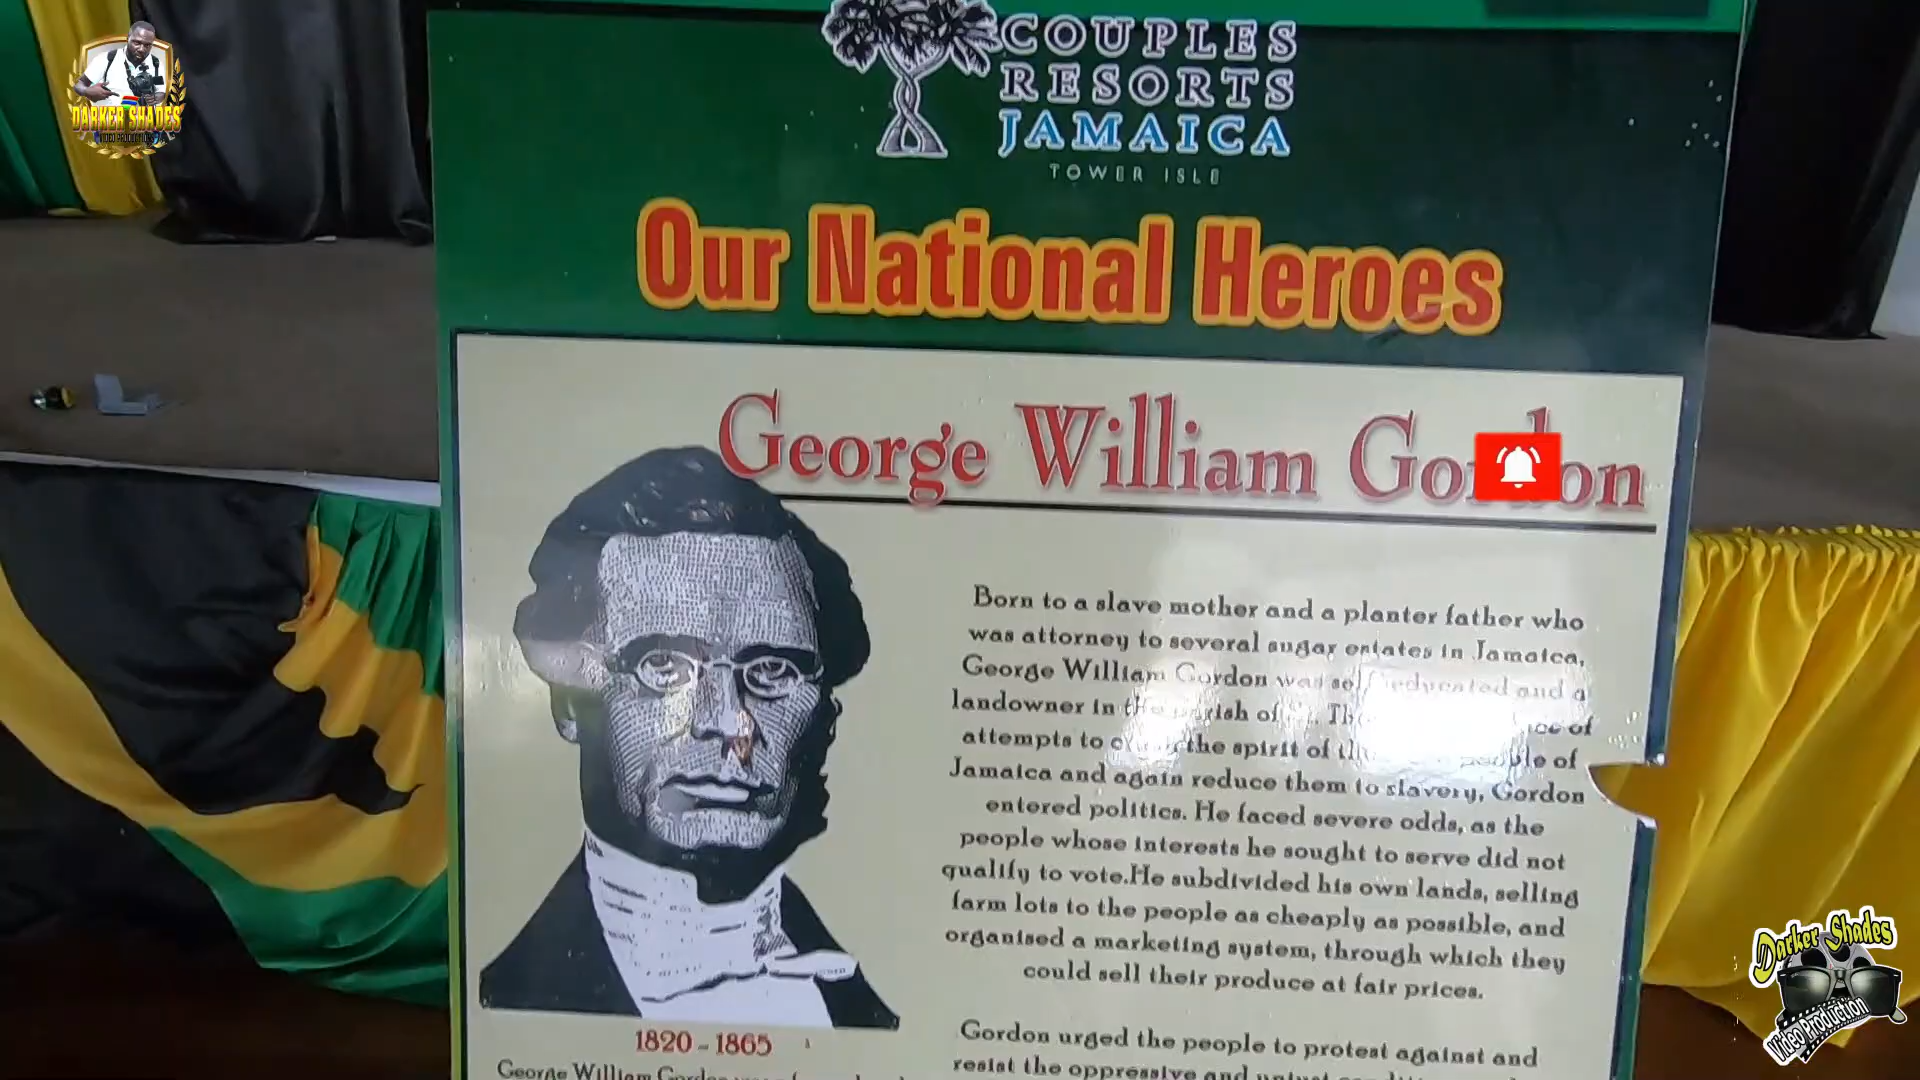 DARKER SHADES
COUPLES
RESORTS
JAMAICA
TOWER ISLE
Our National Heroes
George William Gordon
Born to a slave mother and a planter father who
was attorney to several sugar estates in Jamaica,
George William Gordon was self educated and a
landowner in the parish of St. Th
attempts to the spirit of people of
Jamaica and again reduce them to slavery, Gordon
entered politics. He faced severe odds, as the
people whose interests he sought to serve did not
qualify to vote.He subdivided his own lands, selling
farm lots to the people as cheaply as possible, and
organised a marketing system, through which they
could sell their produce at fair prices.
Gordon urged the people to protest against and
resist the oppressive and
1820 - 1865
George William Gordon
Darker Shades
Video Production